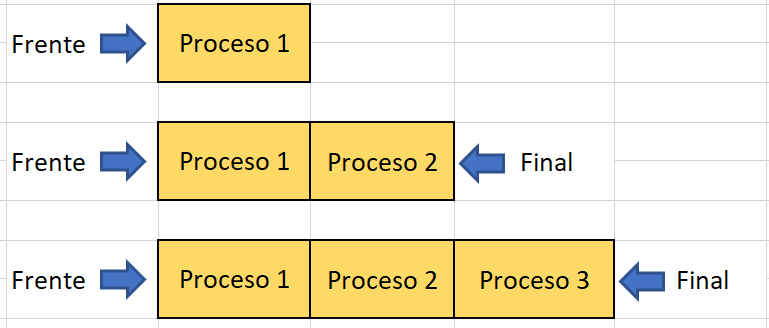 Frente Proceso 1
Frente Proceso 1 Proceso 2 Final
Frente Proceso 1 Proceso 2 Proceso 3 Final